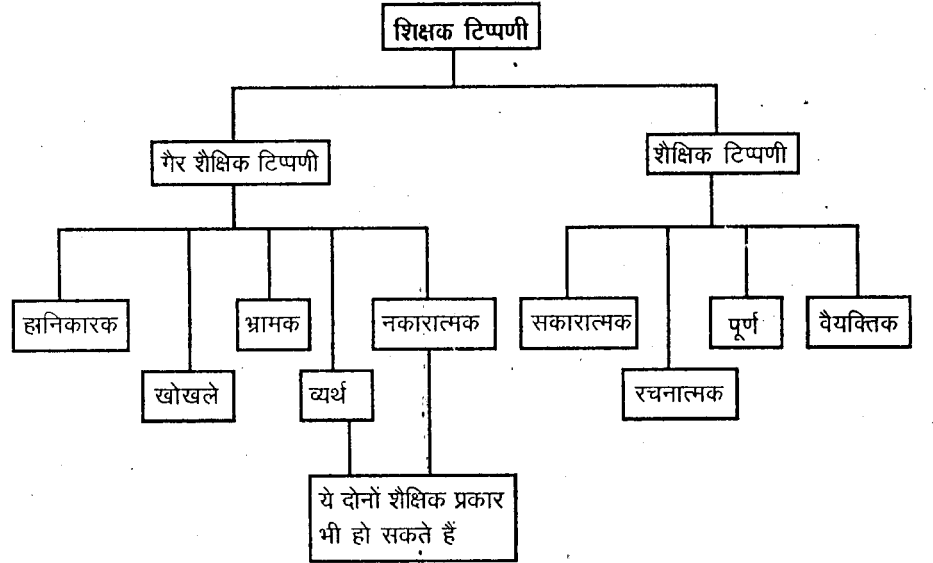 शिक्षक टिप्पणी
गैर शैक्षिक टिप्पणी
शैक्षिक टिप्पणी
हानिकारक
भ्रामक
नकारात्मक
सकारात्मक
पूर्ण
वैयक्तिक
खोखले
व्यर्थ
रचनात्मक
ये दोनों शैक्षिक प्रकार
भी हो सकते हैं